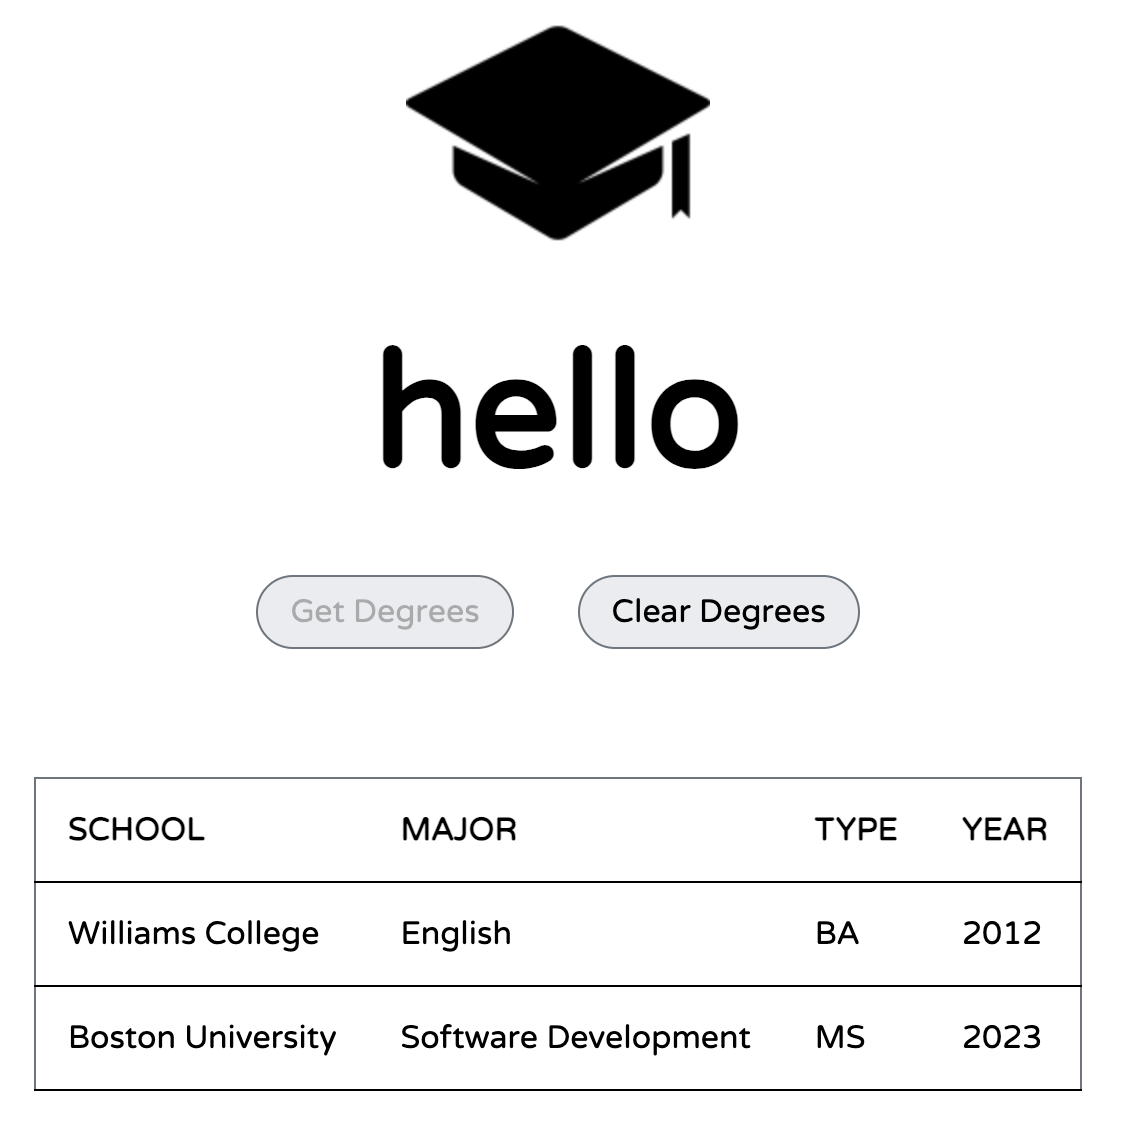 hello
Get Degrees Clear Degrees
SCHOOL MAJOR TYPE YEAR
Williams College English BA 2012
Boston University Software Development MS 2023